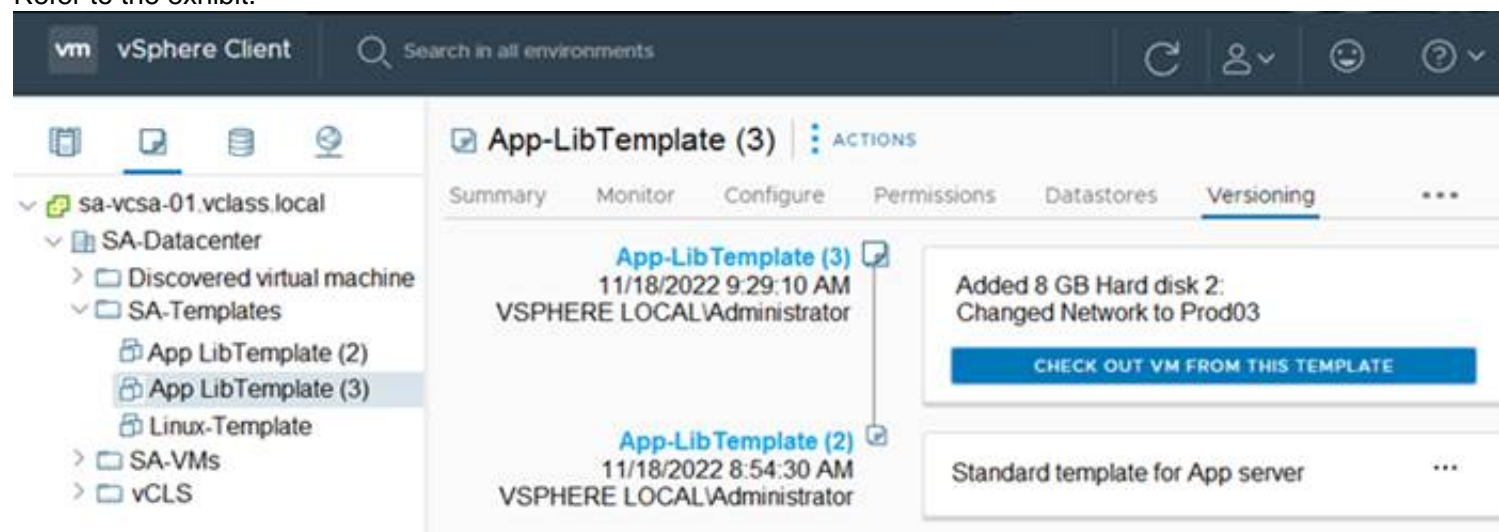 Refer to the exhibit.
vm vSphere Client Search in all environments
App-LibTemplate (3) ACTIONS
Summary Monitor Configure Permissions Datastores Versioning ...
sa-vcsa-01.vclass.local
SA-Datacenter
Discovered virtual machine
SA-Templates
App LibTemplate (2)
App LibTemplate (3)
Linux-Template
SA-VMs
vCLS
App-LibTemplate (3)
11/18/2022 9:29:10 AM
VSPHERE LOCAL\Administrator
Added 8 GB Hard disk 2:
Changed Network to Prod03
CHECK OUT VM FROM THIS TEMPLATE
App-LibTemplate (2)
11/18/2022 8:54:30 AM
VSPHERE LOCAL\Administrator
Standard template for App server ...